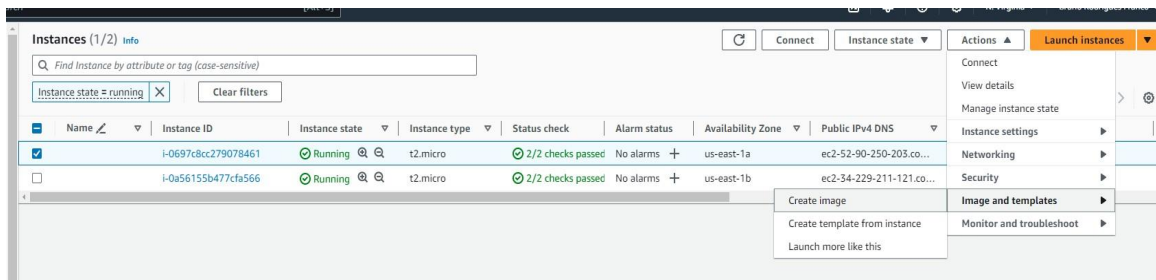 Instances (1/2) Info
Connect
Instance state
Actions
Launch instances
Find Instance by attribute or tag (case-sensitive)
Instance state = running
Clear filters
Connect
View details
Manage instance state
Instance settings
Networking
Security
Image and templates
Monitor and troubleshoot
Name Instance ID Instance state Instance type Status check Alarm status Availability Zone Public IPv4 DNS
i-0697c8cc279078461 Running t2.micro 2/2 checks passed No alarms + us-east-1a ec2-52-90-250-203.co...
i-0a56155b477cfa566 Running t2.micro 2/2 checks passed No alarms + us-east-1b ec2-34-229-211-121.co...
Create image
Create template from instance
Launch more like this